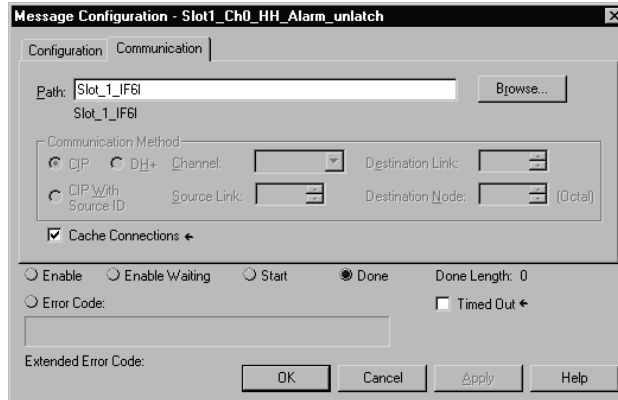 Message Configuration - Slot1_Ch0_HH_Alarm_unlatch
Configuration Communication
Path: Slot_1_IF6I Browse...
Slot_1_IF6I
Communication Method
CIP DH+ Channel: Destination Link:
CIP With Source ID Source Link: Destination Node: (Octal)
Cache Connections ←
Enable Enable Waiting Start Done Done Length: 0
Error Code: Timed Out ←
Extended Error Code:
OK Cancel Apply Help